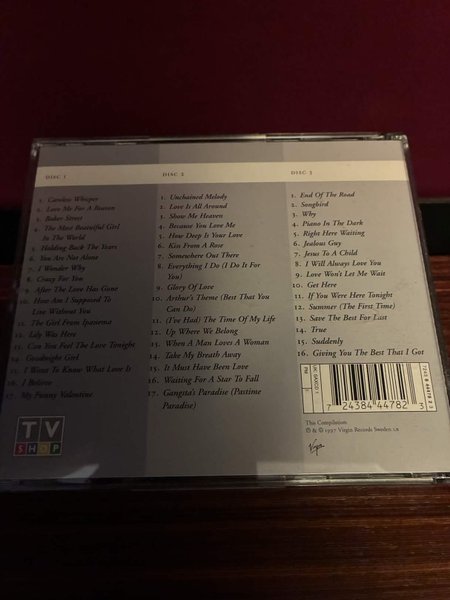 DISC 1
1. Careless Whisper
2. Love Me For A Reason
3. Baker Street
4. The Most Beautiful Girl
In The World
5. Holding Back The Years
6. You Are Not Alone
7. I Wonder Why
8. Crazy For You
9. After The Love Has Gone
10. How Am I Supposed To
Live Without You
11. The Girl From Ipanema
12. Lily Was Here
13. Can You Feel The Love Tonight
14. Goodnight Girl
15. I Want To Know What Love Is
16. I Believe
17. My Funny Valentine
TV
SHOP
DISC 2
1. Unchained Melody
2. Love Is All Around
3. Show Me Heaven
4. Because You Love Me
5. How Deep Is Your Love
6. Kiss From A Rose
7. Somewhere Out There
8. Everything I Do (I Do It For
You)
9. Glory Of Love
10. Arthur's Theme (Best That You
Can Do)
11. (I've Had) The Time Of My Life
12. Up Where We Belong
13. When A Man Loves A Woman
14. Take My Breath Away
15. It Must Have Been Love
16. Waiting For A Star To Fall
17. Gangsta's Paradise (Pastime
Paradise)
DISC 3
1. End Of The Road
2. Songbird
3. Why
4. Piano In The Dark
5. Right Here Waiting
6. Jealous Guy
7. Jesus To A Child
8. I Will Always Love You
9. Love Won't Let Me Wait
10. Get Here
11. If You Were Here Tonight
12. Summer (The First Time)
13. Save The Best For Last
14. True
15. Suddenly
16. Giving You The Best That I Got
7 24384 44782 3
This Compilation
℗ & © 1997 Virgin Records Sweden AB
Virgin